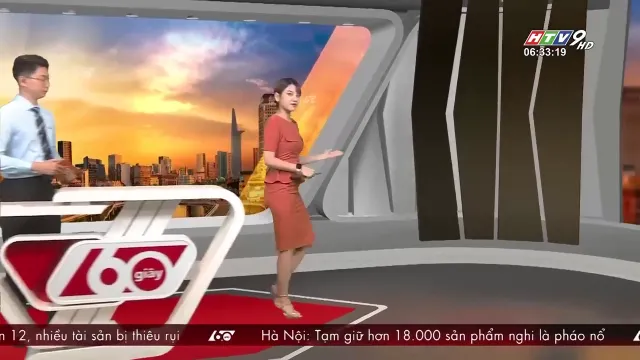 HTV9 HD
06:33:19
60 giây
n 12, nhiều tài sản bị thiêu rụi 60 Hà Nội: Tạm giữ hơn 18.000 sản phẩm nghi là pháo nổ